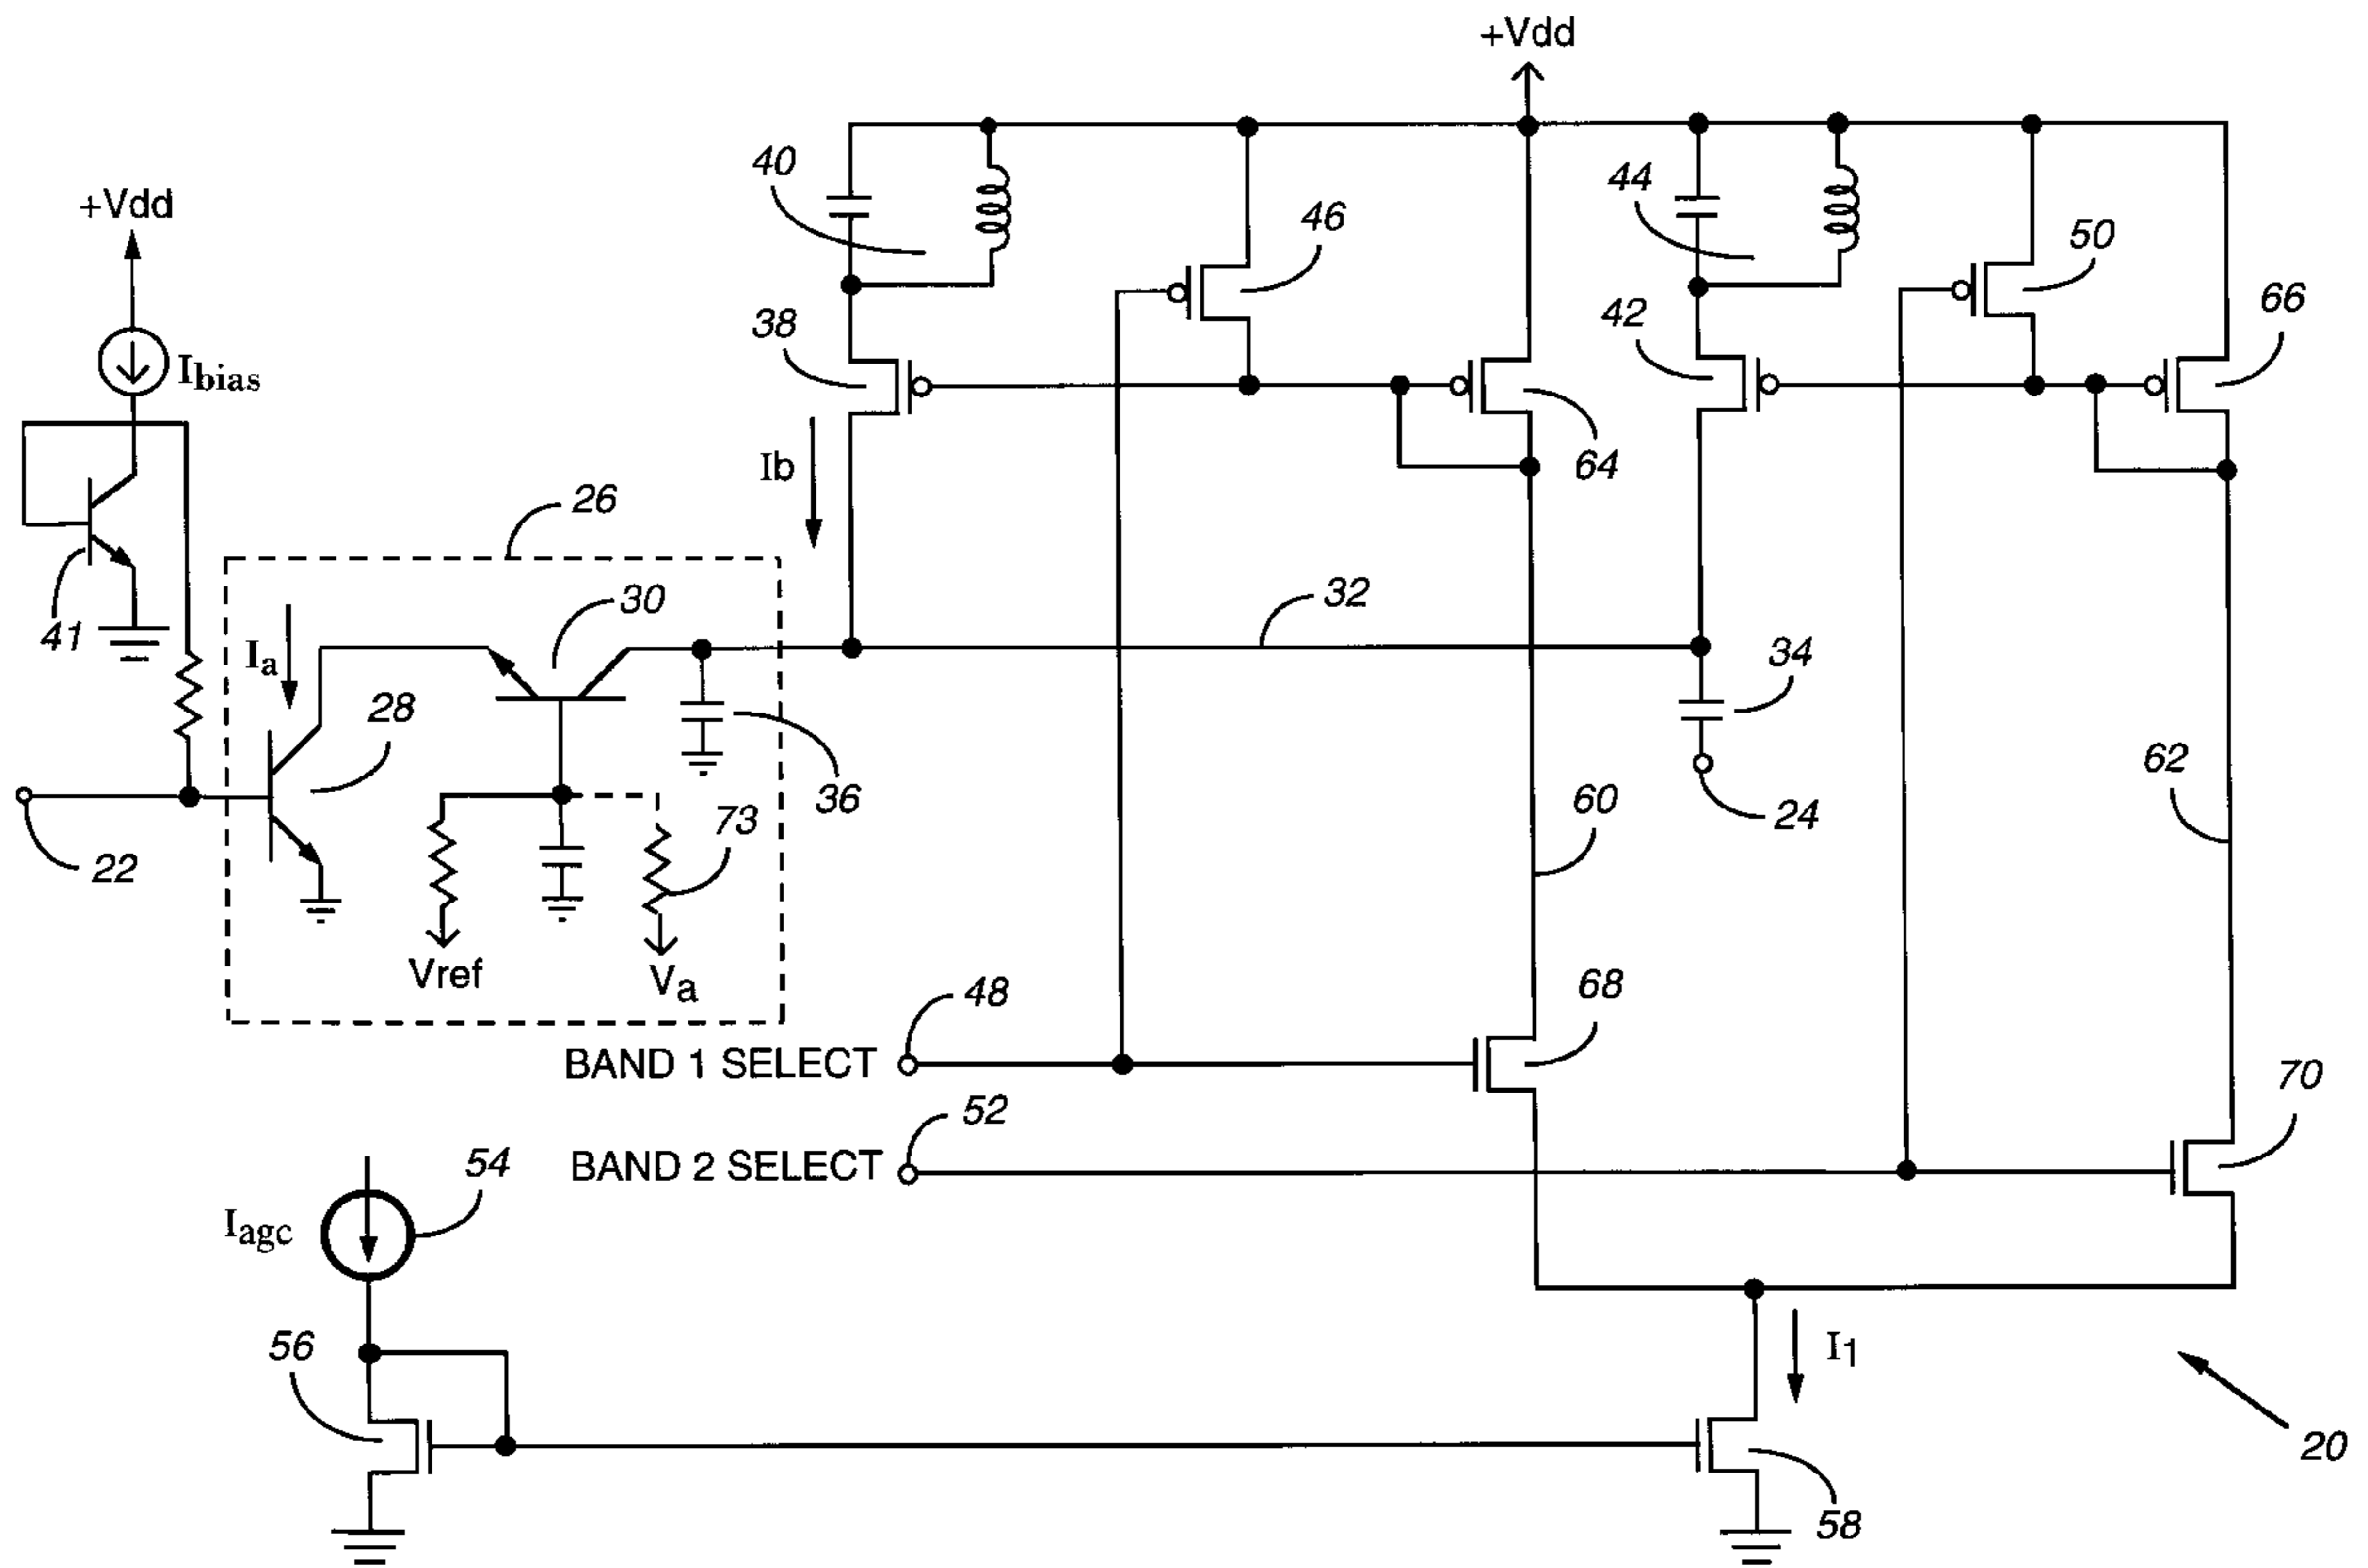 +Vdd
40
44
46
50
+Vdd
38
42
66
Ibias
Ib
64
26
30
32
41
Ia
34
28
62
36
60
73
24
22
Vref
Va
48
68
BAND 1 SELECT
70
52
54
BAND 2 SELECT
Iagc
56
I1
20
58